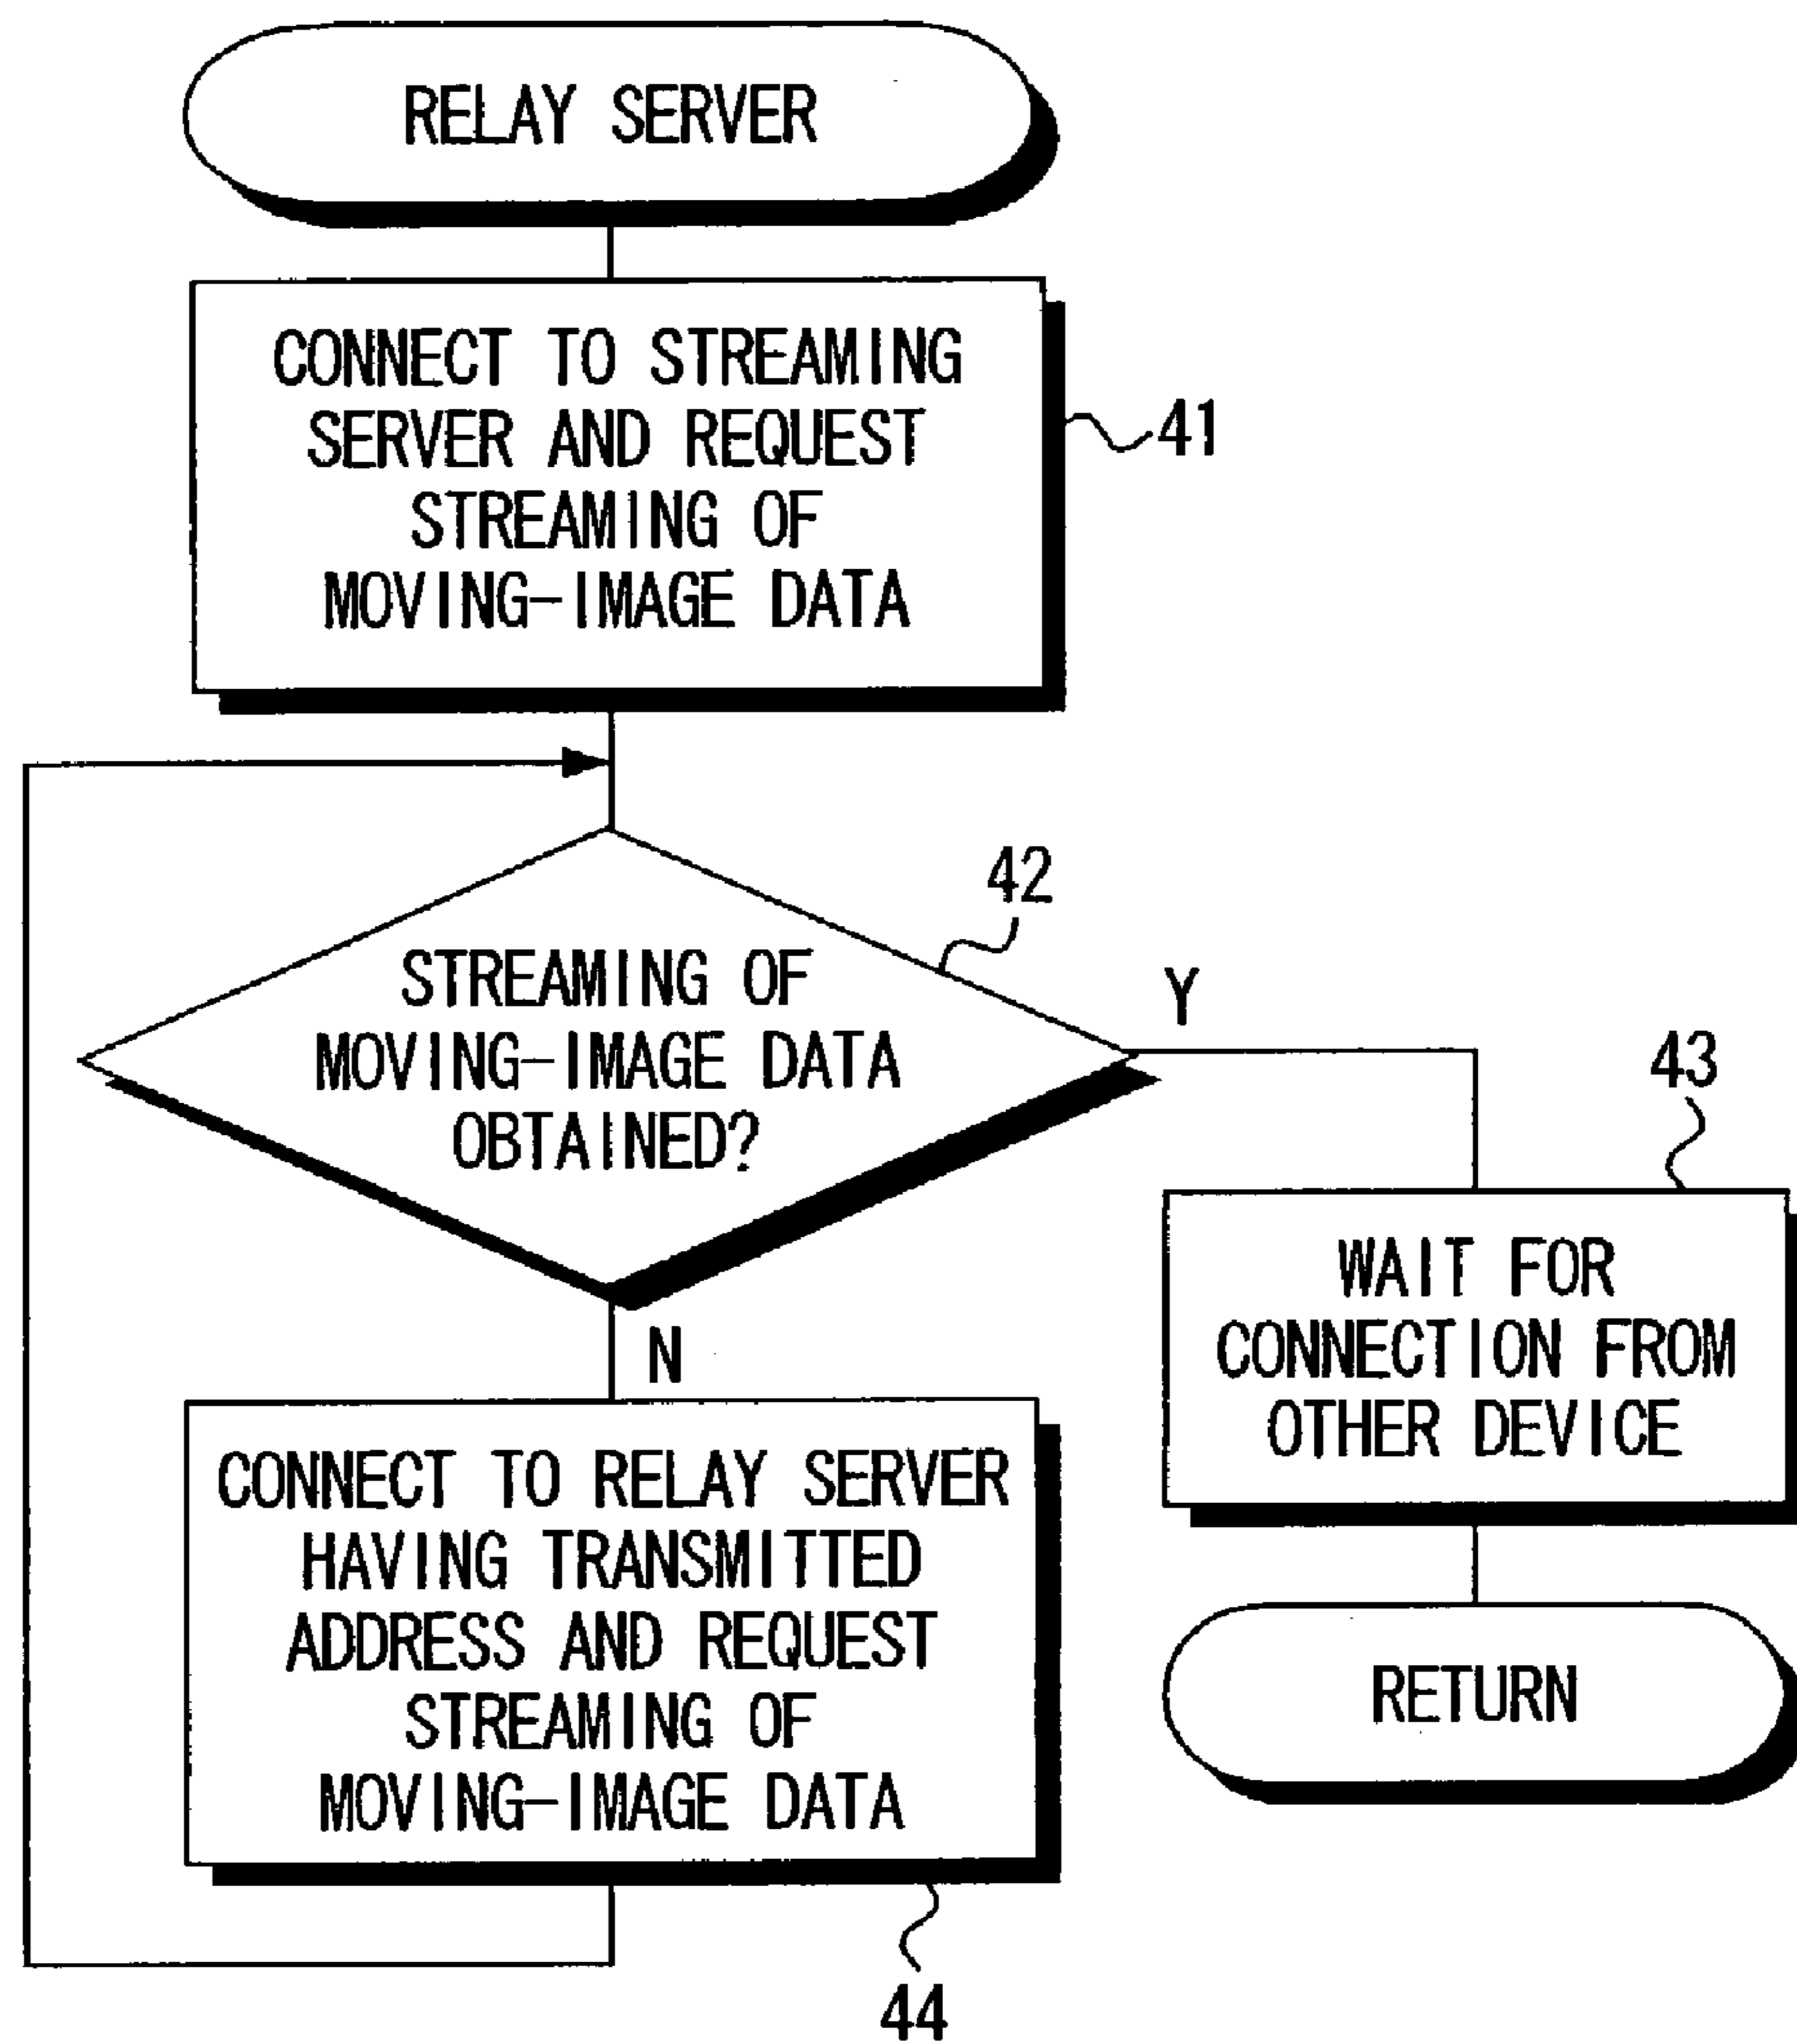 RELAY SERVER
CONNECT TO STREAMING
SERVER AND REQUEST
STREAMING OF
MOVING-IMAGE DATA
41
42
STREAMING OF
MOVING-IMAGE DATA
OBTAINED?
Y
N
43
WAIT FOR
CONNECTION FROM
OTHER DEVICE
RETURN
CONNECT TO RELAY SERVER
HAVING TRANSMITTED
ADDRESS AND REQUEST
STREAMING OF
MOVING-IMAGE DATA
44